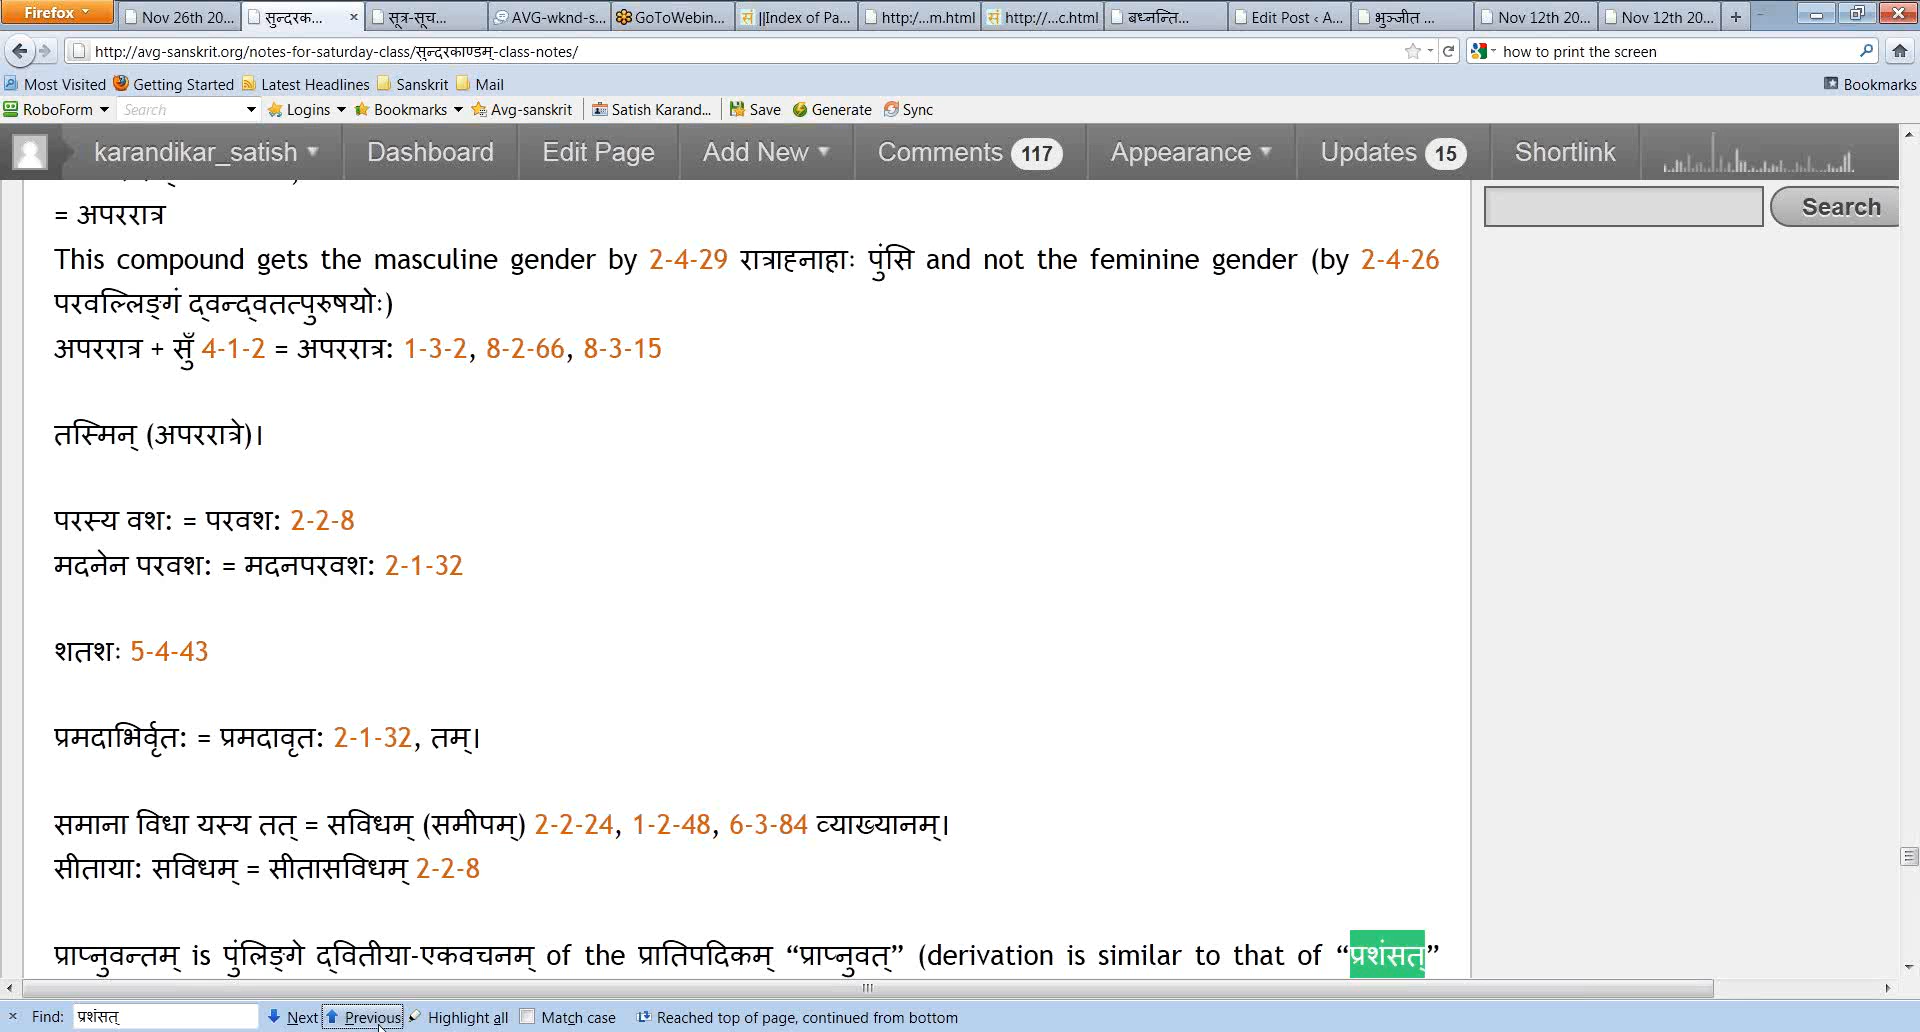 Firefox
Nov 26th 20...
सुन्दरक...
सूत्र-सूच...
AVG-wknd-s...
GoToWebin...
||Index of Pa...
http:/...m.html
http://...c.html
बध्नन्ति...
Edit Post ‹ A...
भुञ्जीत ...
Nov 12th 20...
Nov 12th 20...
http://avg-sanskrit.org/notes-for-saturday-class/सुन्दरकाण्डम्-class-notes/
how to print the screen
Most Visited Getting Started Latest Headlines Sanskrit Mail Bookmarks
RoboForm Search Logins Bookmarks Avg-sanskrit Satish Karand... Save Generate Sync
karandikar_satish Dashboard Edit Page Add New Comments 117 Appearance Updates 15 Shortlink
Search
= अपररात्र
This compound gets the masculine gender by 2-4-29 रात्राह्नाहाः पुंसि and not the feminine gender (by 2-4-26
परवल्लिङ्गं द्वन्द्वतत्पुरुषयोः)
अपररात्र + सुँ 4-1-2 = अपररात्र: 1-3-2, 8-2-66, 8-3-15
तस्मिन् (अपररात्रे)।
परस्य वश: = परवश: 2-2-8
मदनेन परवश: = मदनपरवश: 2-1-32
शतशः 5-4-43
प्रमदाभिर्वृत: = प्रमदावृत: 2-1-32, तम्।
समाना विधा यस्य तत् = सविधम् (समीपम्) 2-2-24, 1-2-48, 6-3-84 व्याख्यानम्।
सीताया: सविधम् = सीतासविधम् 2-2-8
प्राप्नुवन्तम् is पुंलिङ्गे द्वितीया-एकवचनम् of the प्रातिपदिकम् “प्राप्नुवत्” (derivation is similar to that of “प्रशंसत्”
Find: प्रशंसत् Next Previous Highlight all Match case Reached top of page, continued from bottom